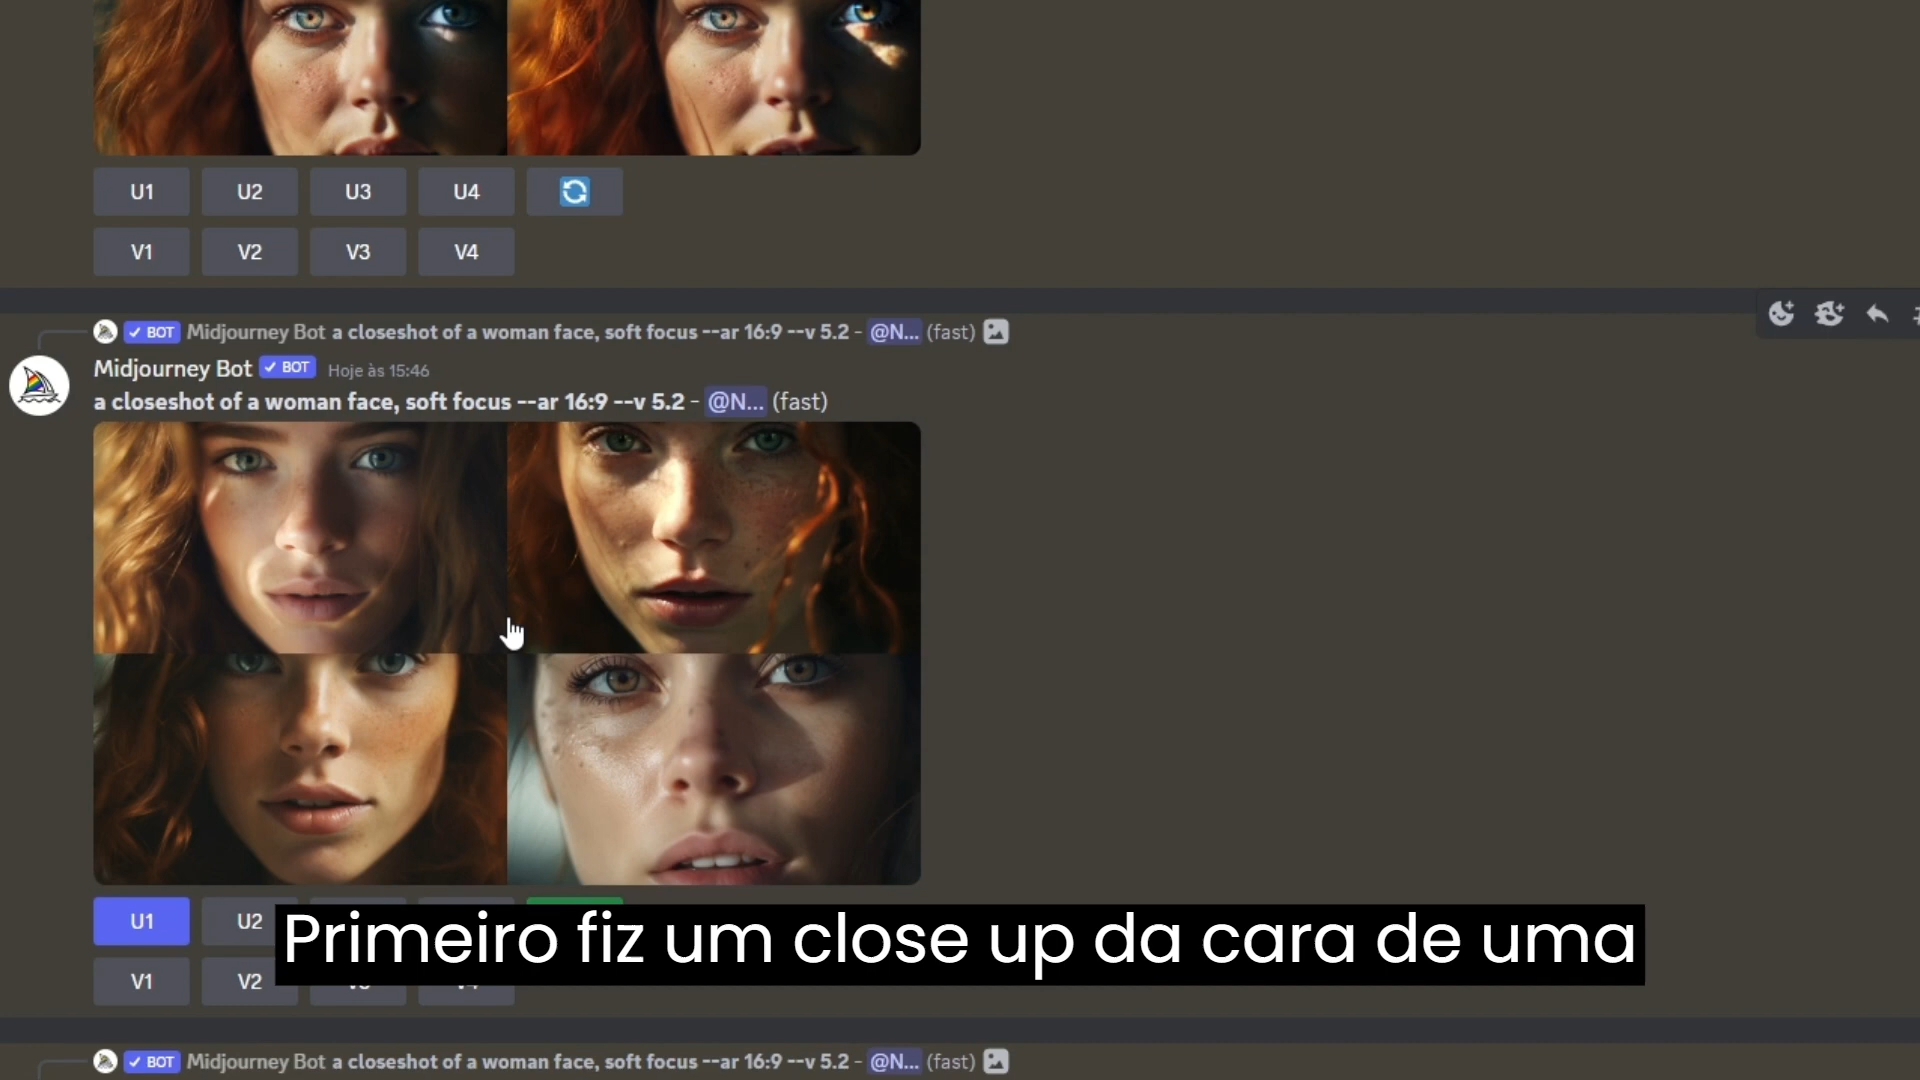 U1 U2 U3 U4
V1 V2 V3 V4
BOT Midjourney Bot a closeshot of a woman face, soft focus --ar 16:9 --v 5.2 - @N... (fast)
Midjourney Bot BOT Hoje às 15:46
a closeshot of a woman face, soft focus --ar 16:9 --v 5.2 - @N... (fast)
U1 U2
Primeiro fiz um close up da cara de uma
V1 V2
BOT Midjourney Bot a closeshot of a woman face, soft focus --ar 16:9 --v 5.2 - @N... (fast)